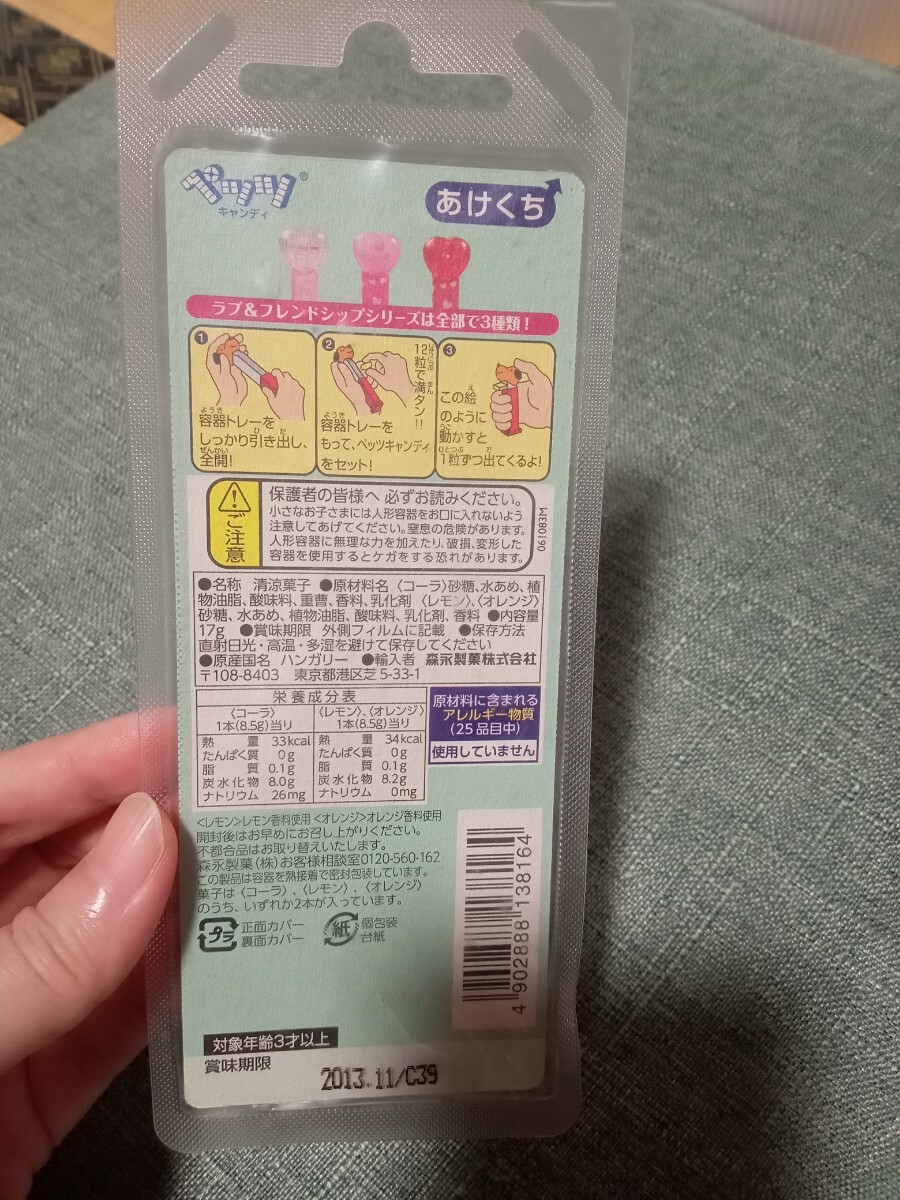 ペッツ®
キャンディ
あけくち
ラブ&フレンドシップシリーズは全部で3種類!
1
容器トレーを
しっかり引き出し、
全開!
2
12粒で満タン!!
容器トレーを
もって、ペッツキャンディ
をセット!
3
この絵
のように
動かすと
1粒ずつ出てくるよ!
ご注意
保護者の皆様へ 必ずお読みください。
小さなお子さまには人形容器をお口に入れないよう
注意してあげてください。窒息の危険があります。
人形容器に無理な力を加えたり、破損、変形した
容器を使用するとケガをする恐れがあります。
061083M
●名称 清涼菓子 ●原材料名 〈コーラ〉砂糖、水あめ、植
物油脂、酸味料、重曹、香料、乳化剤 〈レモン〉、〈オレンジ〉
砂糖、水あめ、植物油脂、酸味料、乳化剤、香料 ●内容量
17g ●賞味期限 外側フィルムに記載 ●保存方法
直射日光・高温・多湿を避けて保存してください
●原産国名 ハンガリー ●輸入者 森永製菓株式会社
〒108-8403 東京都港区芝5-33-1
栄養成分表
〈コーラ〉
1本(8.5g)当り
熱量 33kcal
たんぱく質 0g
脂質 0.1g
炭水化物 8.0g
ナトリウム 26mg
〈レモン〉、〈オレンジ〉
1本(8.5g)当り
熱量 34kcal
たんぱく質 0g
脂質 0.1g
炭水化物 8.2g
ナトリウム 0mg
原材料に含まれる
アレルギー物質
(25品目中)
使用していません
<レモン>レモン香料使用 <オレンジ>オレンジ香料使用
開封後はお早めにお召し上がりください。
不都合品はお取り替えいたします。
森永製菓(株)お客様相談室0120-560-162
この製品は容器を熱接着で密封包装しています。
菓子は〈コーラ〉、〈レモン〉、〈オレンジ〉
のうち、いずれか2本が入っています。
プラ
正面カバー
裏面カバー
紙
個包装
台紙
4 902888 138164
対象年齢3才以上
賞味期限
2013.11/C39